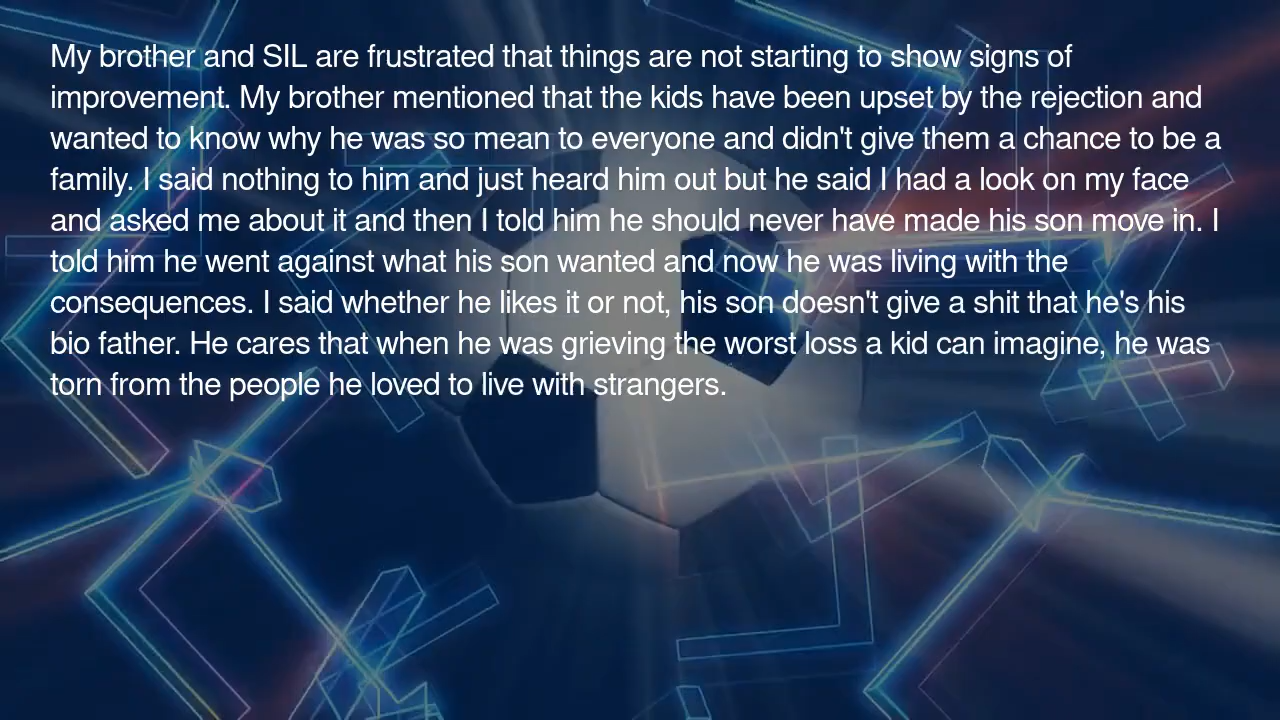 My brother and SIL are frustrated that things are not starting to show signs of
improvement. My brother mentioned that the kids have been upset by the rejection and
wanted to know why he was so mean to everyone and didn't give them a chance to be a
family. I said nothing to him and just heard him out but he said I had a look on my face
and asked me about it and then I told him he should never have made his son move in. I
told him he went against what his son wanted and now he was living with the
consequences. I said whether he likes it or not, his son doesn't give a shit that he's his
bio father. He cares that when he was grieving the worst loss a kid can imagine, he was
torn from the people he loved to live with strangers.